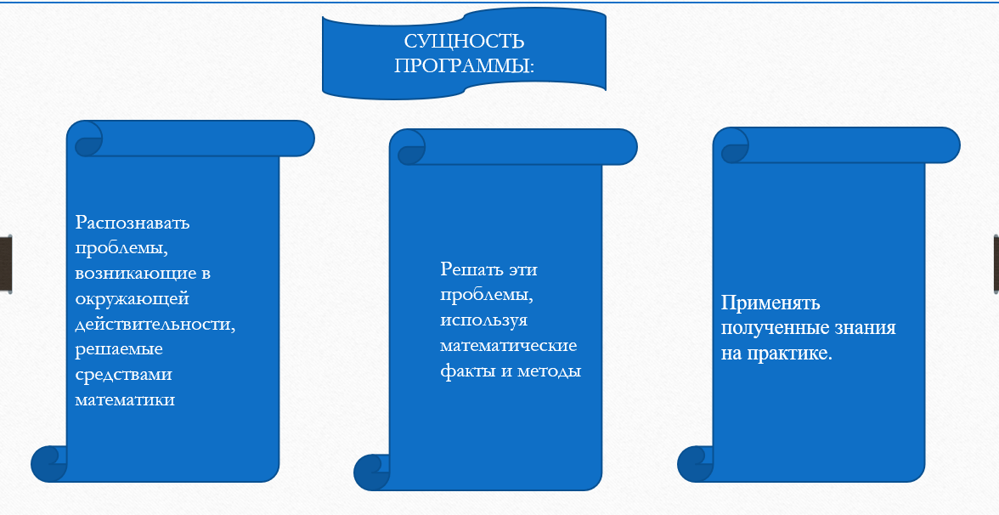 СУЩНОСТЬ
ПРОГРАММЫ:
Распознавать
проблемы,
возникающие в
окружающей
действительности,
решаемые
средствами
математики
Решать эти
проблемы,
используя
математические
факты и методы
Применять
полученные знания
на практике.